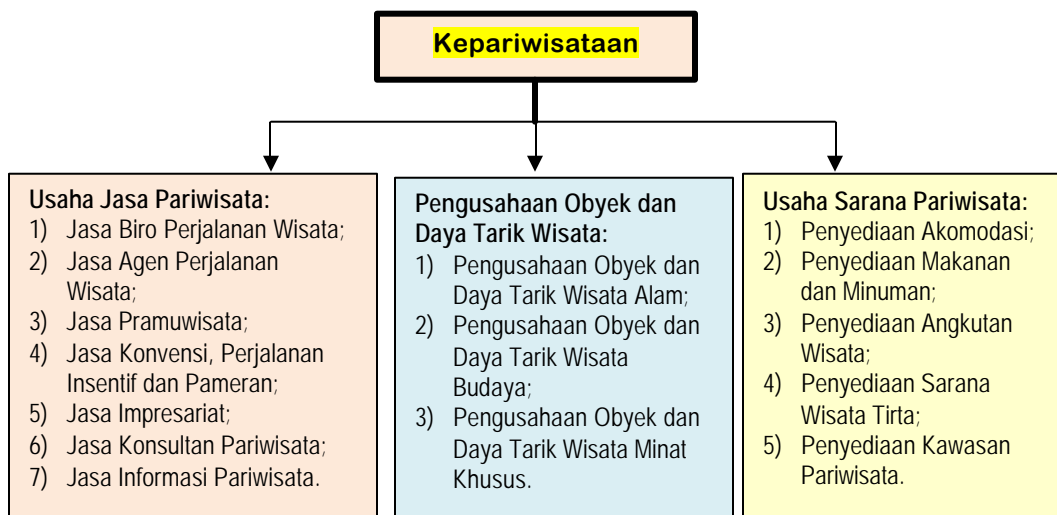 Kepariwisataan
Usaha Jasa Pariwisata:
1) Jasa Biro Perjalanan Wisata;
2) Jasa Agen Perjalanan
Wisata;
3) Jasa Pramuwisata;
4) Jasa Konvensi, Perjalanan
Insentif dan Pameran;
5) Jasa Impresariat;
6) Jasa Konsultan Pariwisata;
7) Jasa Informasi Pariwisata.
Pengusahaan Obyek dan
Daya Tarik Wisata:
1) Pengusahaan Obyek dan
Daya Tarik Wisata Alam;
2) Pengusahaan Obyek dan
Daya Tarik Wisata
Budaya;
3) Pengusahaan Obyek dan
Daya Tarik Wisata Minat
Khusus.
Usaha Sarana Pariwisata:
1) Penyediaan Akomodasi;
2) Penyediaan Makanan
dan Minuman;
3) Penyediaan Angkutan
Wisata;
4) Penyediaan Sarana
Wisata Tirta;
5) Penyediaan Kawasan
Pariwisata.